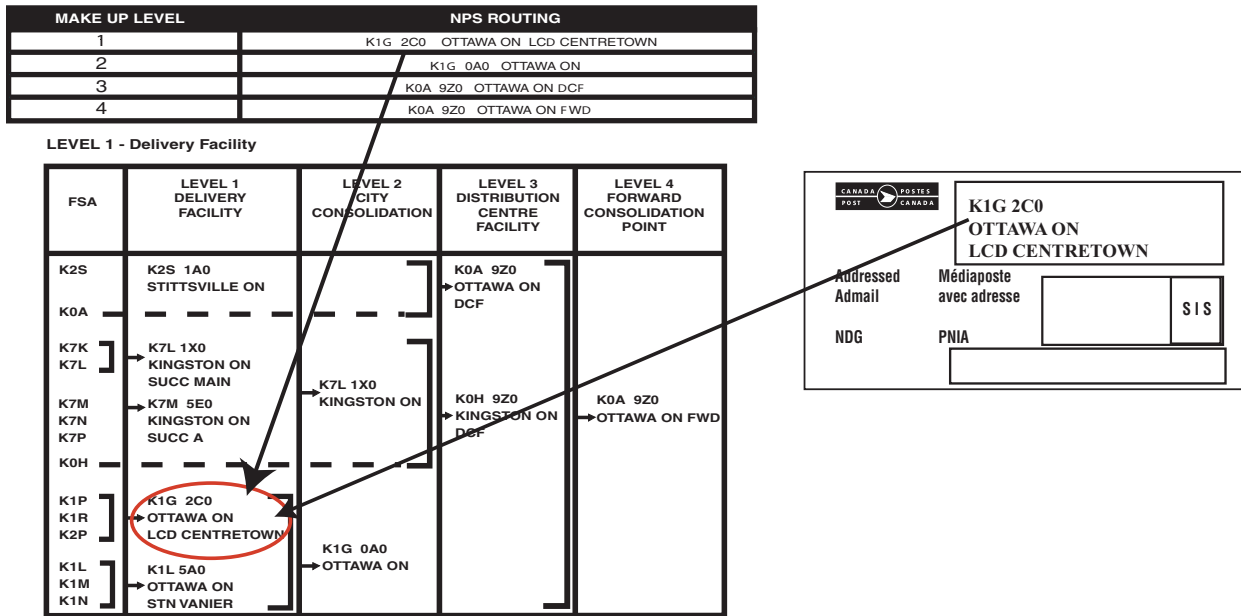 MAKE UP LEVEL NPS ROUTING
1 K1G 2C0 OTTAWA ON LCD CENTRETOWN
2 K1G 0A0 OTTAWA ON
3 K0A 9Z0 OTTAWA ON DCF
4 K0A 9Z0 OTTAWA ON FWD
LEVEL 1 - Delivery Facility
FSA
LEVEL 1
DELIVERY
FACILITY
LEVEL 2
CITY
CONSOLIDATION
LEVEL 3
DISTRIBUTION
CENTRE
FACILITY
LEVEL 4
FORWARD
CONSOLIDATION
POINT
K2S
K0A
K7K
K7L
K7M
K7N
K7P
K0H
K1P
K1R
K2P
K1L
K1M
K1N
K2S 1A0
STITTSVILLE ON
K7L 1X0
KINGSTON ON
SUCC MAIN
K7M 5E0
KINGSTON ON
SUCC A
K1G 2C0
OTTAWA ON
LCD CENTRETOWN
K1L 5A0
OTTAWA ON
STN VANIER
K7L 1X0
KINGSTON ON
K1G 0A0
OTTAWA ON
K0A 9Z0
OTTAWA ON
DCF
K0H 9Z0
KINGSTON ON
DCF
K0A 9Z0
OTTAWA ON FWD
CANADA POSTES
POST CANADA
K1G 2C0
OTTAWA ON
LCD CENTRETOWN
Addressed Médiaposte
Admail avec adresse
SIS
NDG PNIA